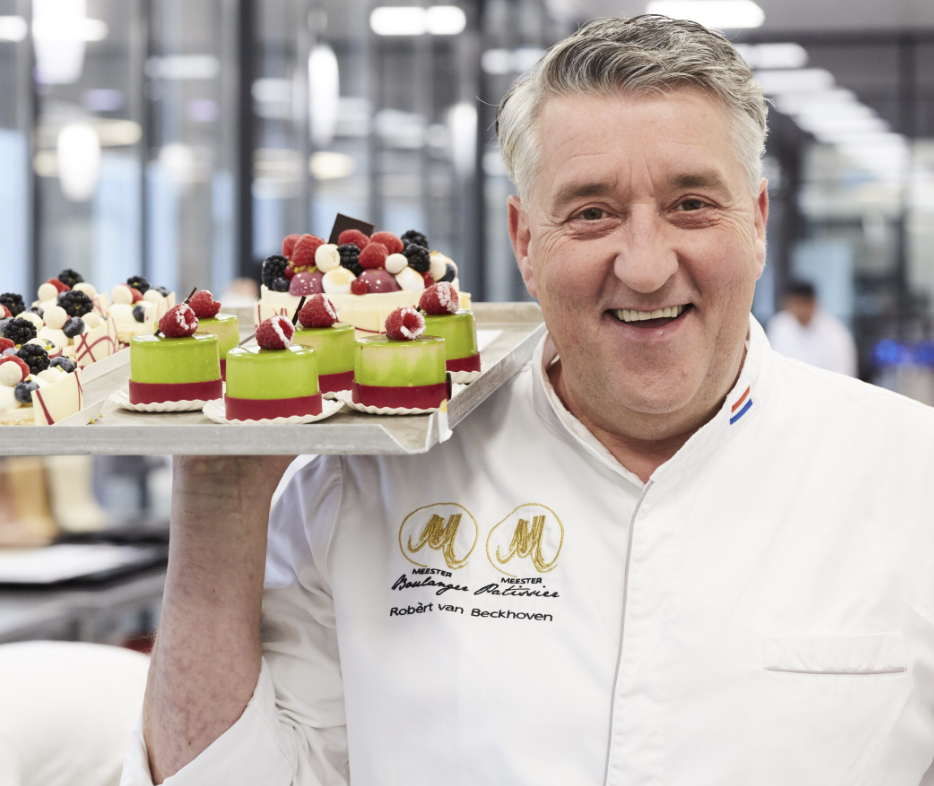 M M
MEESTER MEESTER
Boulanger Patissier
Robèrt van Beckhoven